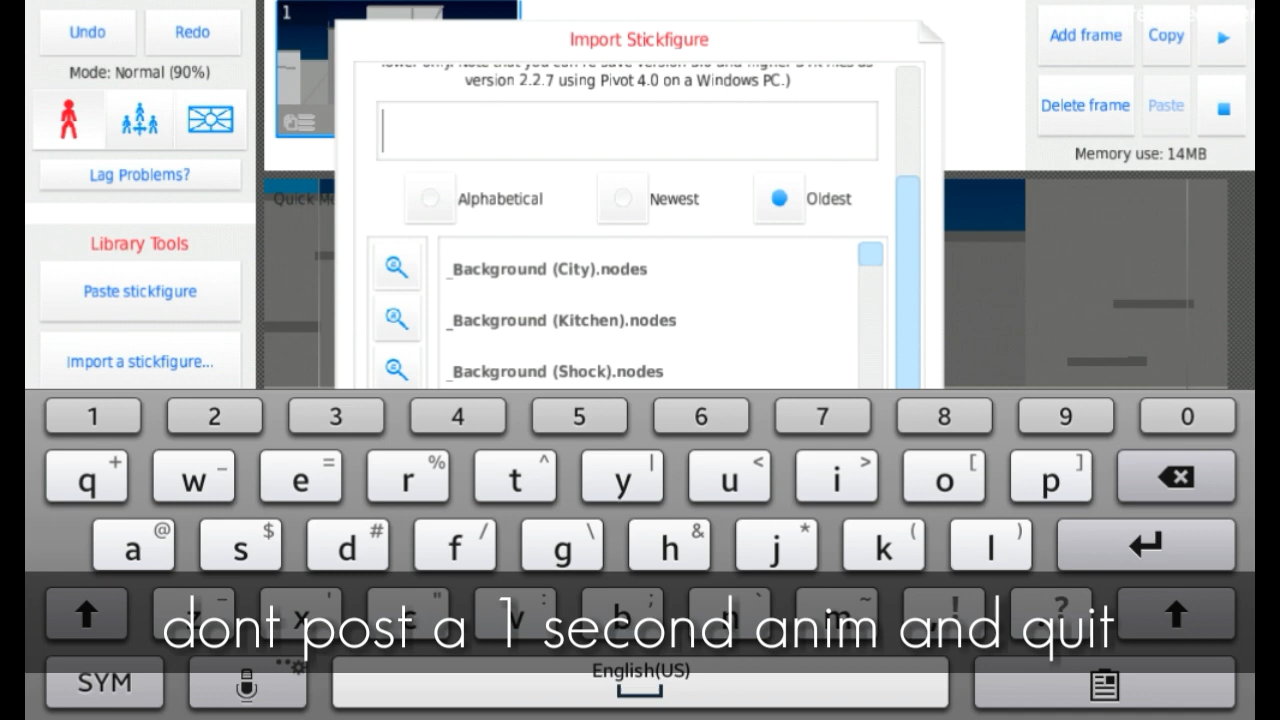 Undo
Redo
Mode: Normal (90%)
Lag Problems?
Library Tools
Paste stickfigure
Import a stickfigure...
1
Import Stickfigure
version 2.2.7 using Pivot 4.0 on a Windows PC.)
Alphabetical
Newest
Oldest
_Background (City).nodes
_Background (Kitchen).nodes
_Background (Shock).nodes
Add frame
Copy
Delete frame
Paste
Memory use: 14MB
Quick M
1 2 3 4 5 6 7 8 9 0
q + w _ e = r % t ^ y | u < i > o [ p ]
a @ s $ d # f / g \ h & j * k ( l )
z - x ' c " v : b ; n ` m ~ , ! . ?
dont post a 1 second anim and quit
SYM
English(US)